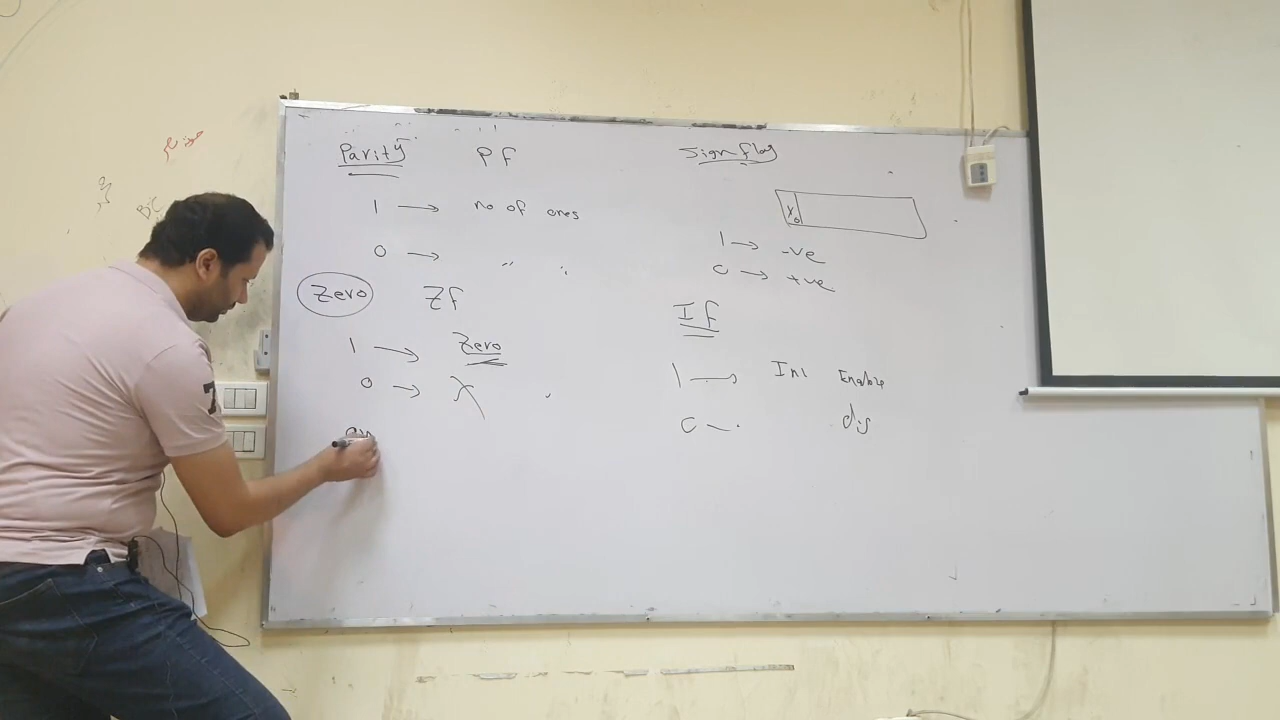 Parity PF
1 → no of ones
0 → " "
Zero ZF
1 → Zero
0 → X
Sign flag
1 → -ve
0 → +ve
IF
1 → Int Enable
0 - dis